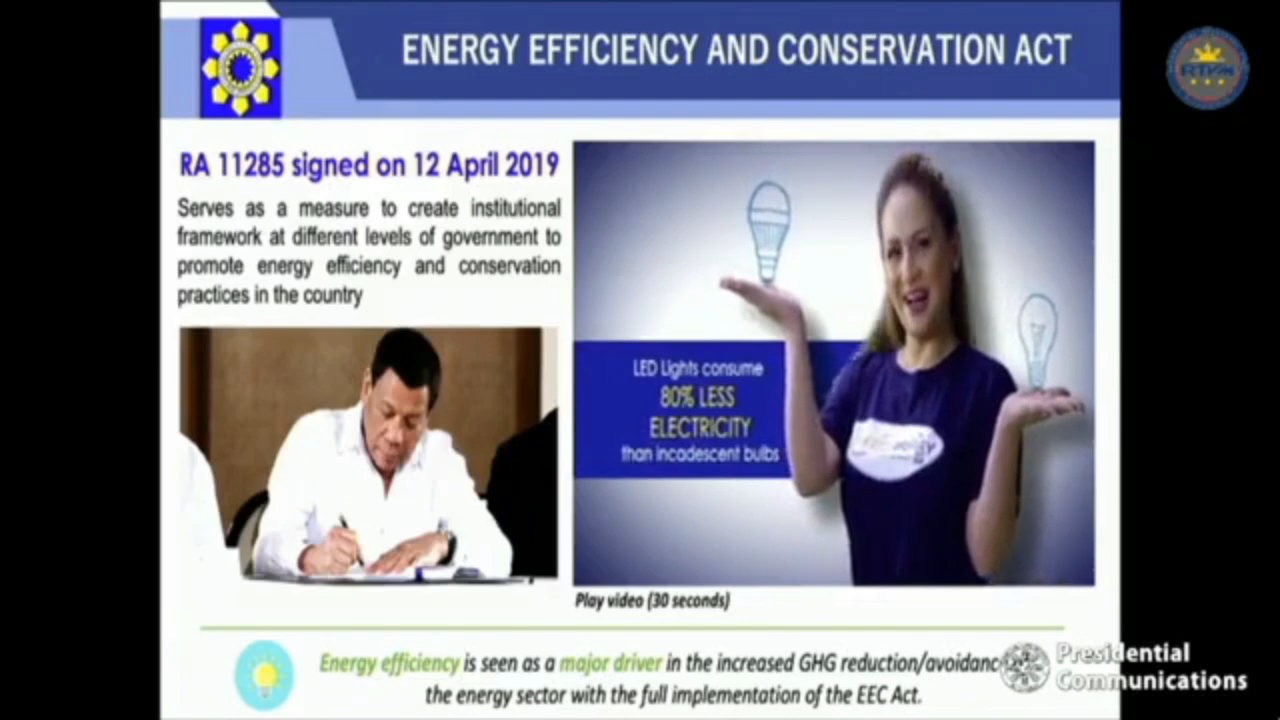 ENERGY EFFICIENCY AND CONSERVATION ACT
RTVM
RA 11285 signed on 12 April 2019
Serves as a measure to create institutional
framework at different levels of government to
promote energy efficiency and conservation
practices in the country
LED Lights consume
80% LESS
ELECTRICITY
than incadescent bulbs
Play video (30 seconds)
Energy efficiency is seen as a major driver in the increased GHG reduction/avoidanc
the energy sector with the full implementation of the EEC Act.
Presidential
Communications